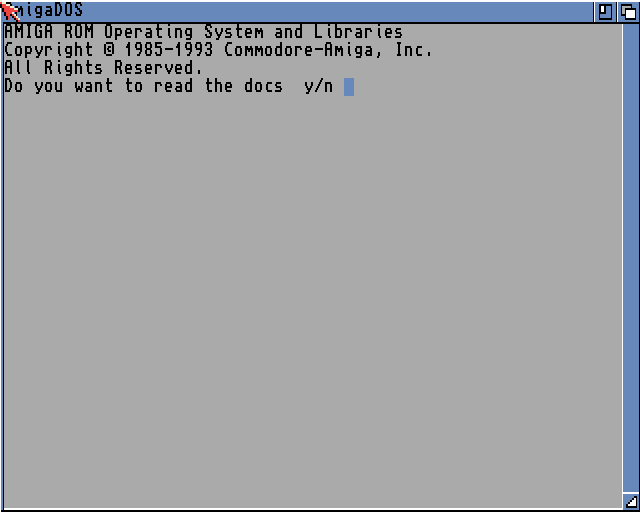 AmigaDOS
AMIGA ROM Operating System and Libraries
Copyright © 1985-1993 Commodore-Amiga, Inc.
All Rights Reserved.
Do you want to read the docs  y/n